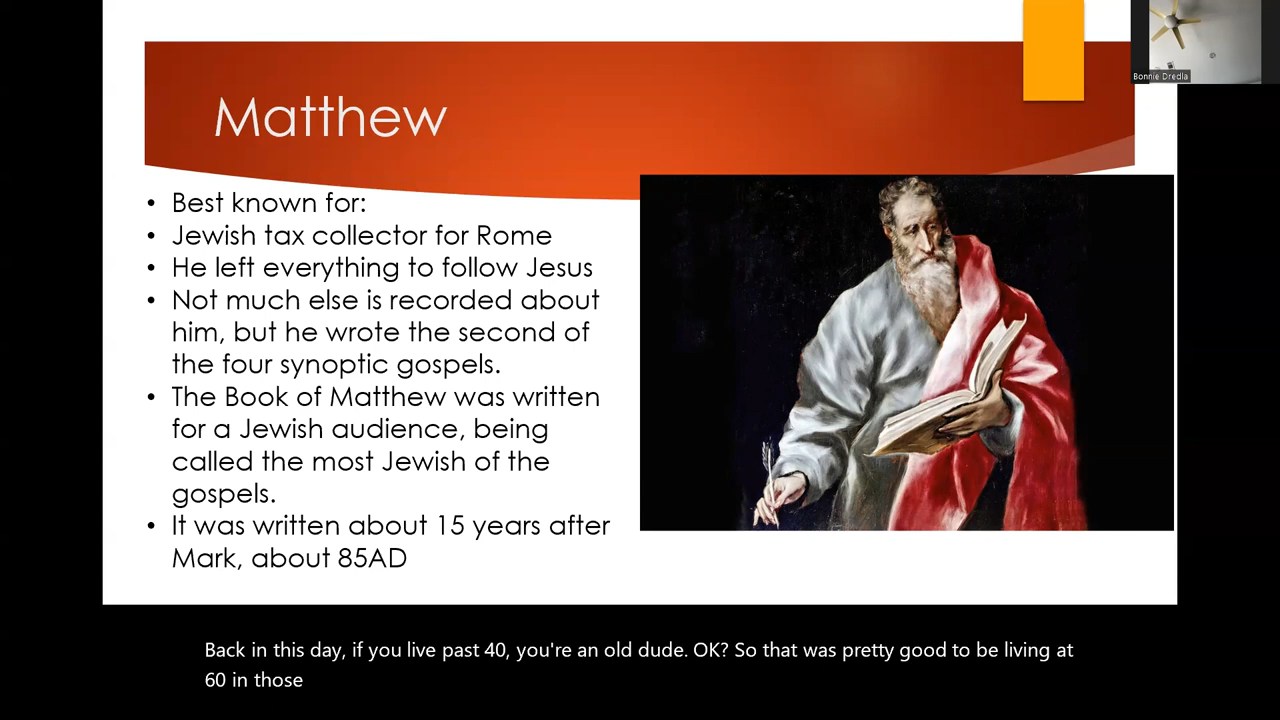 Matthew
Bonnie Dredla
• Best known for:
• Jewish tax collector for Rome
• He left everything to follow Jesus
• Not much else is recorded about
him, but he wrote the second of
the four synoptic gospels.
• The Book of Matthew was written
for a Jewish audience, being
called the most Jewish of the
gospels.
• It was written about 15 years after
Mark, about 85AD
Back in this day, if you live past 40, you're an old dude. OK? So that was pretty good to be living at
60 in those